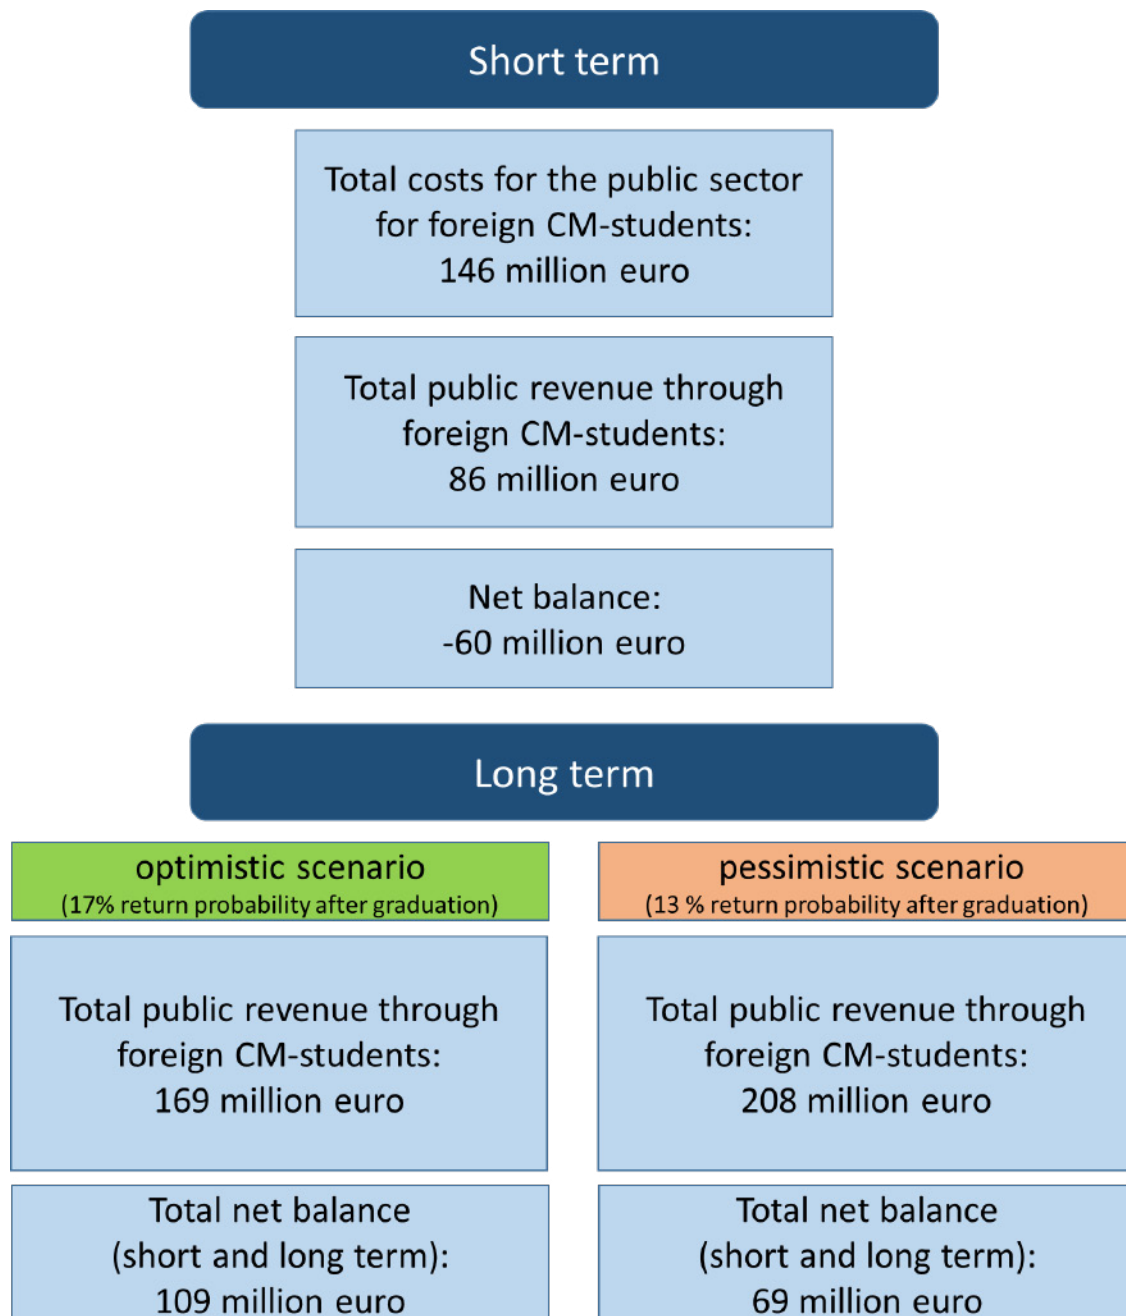 Short term
Total costs for the public sector
for foreign CM-students:
146 million euro
Total public revenue through
foreign CM-students:
86 million euro
Net balance:
-60 million euro
Long term
optimistic scenario
(17% return probability after graduation)
Total public revenue through
foreign CM-students:
169 million euro
Total net balance
(short and long term):
109 million euro
pessimistic scenario
(13 % return probability after graduation)
Total public revenue through
foreign CM-students:
208 million euro
Total net balance
(short and long term):
69 million euro